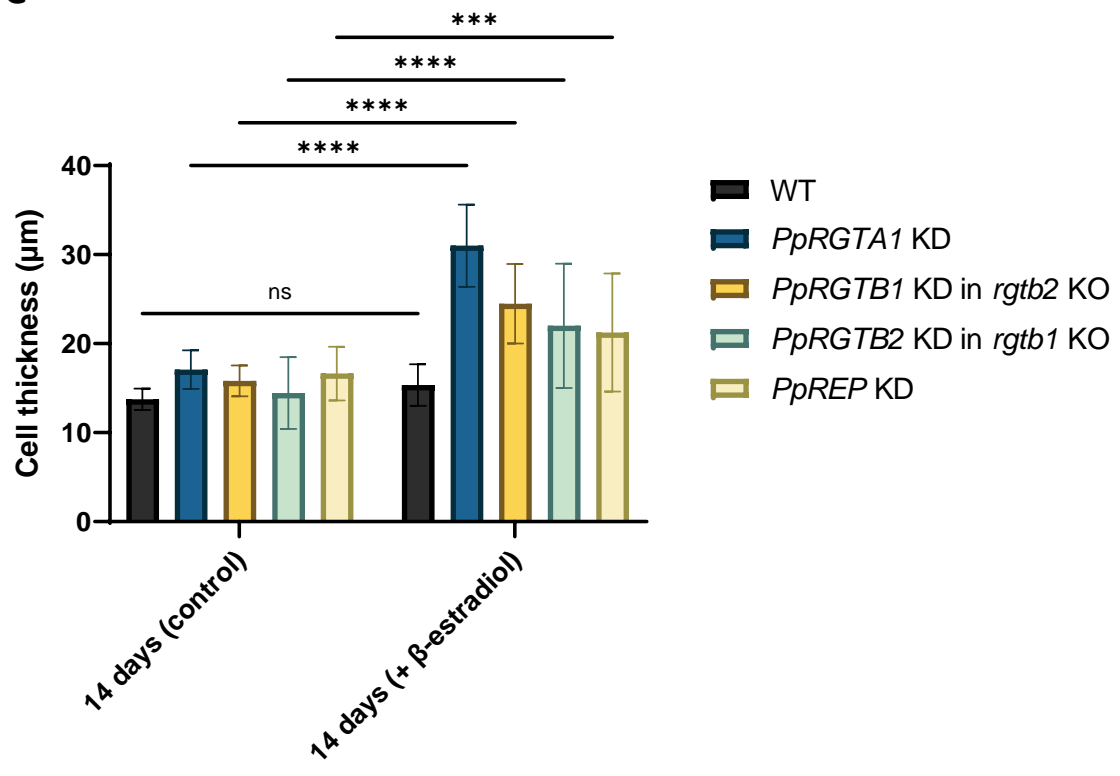 ***
****
****
****
ns
Cell thickness (µm)
40
30
20
10
0
14 days (control)
14 days (+ β-estradiol)
WT
PpRGTA1 KD
PpRGTB1 KD in rgtb2 KO
PpRGTB2 KD in rgtb1 KO
PpREP KD